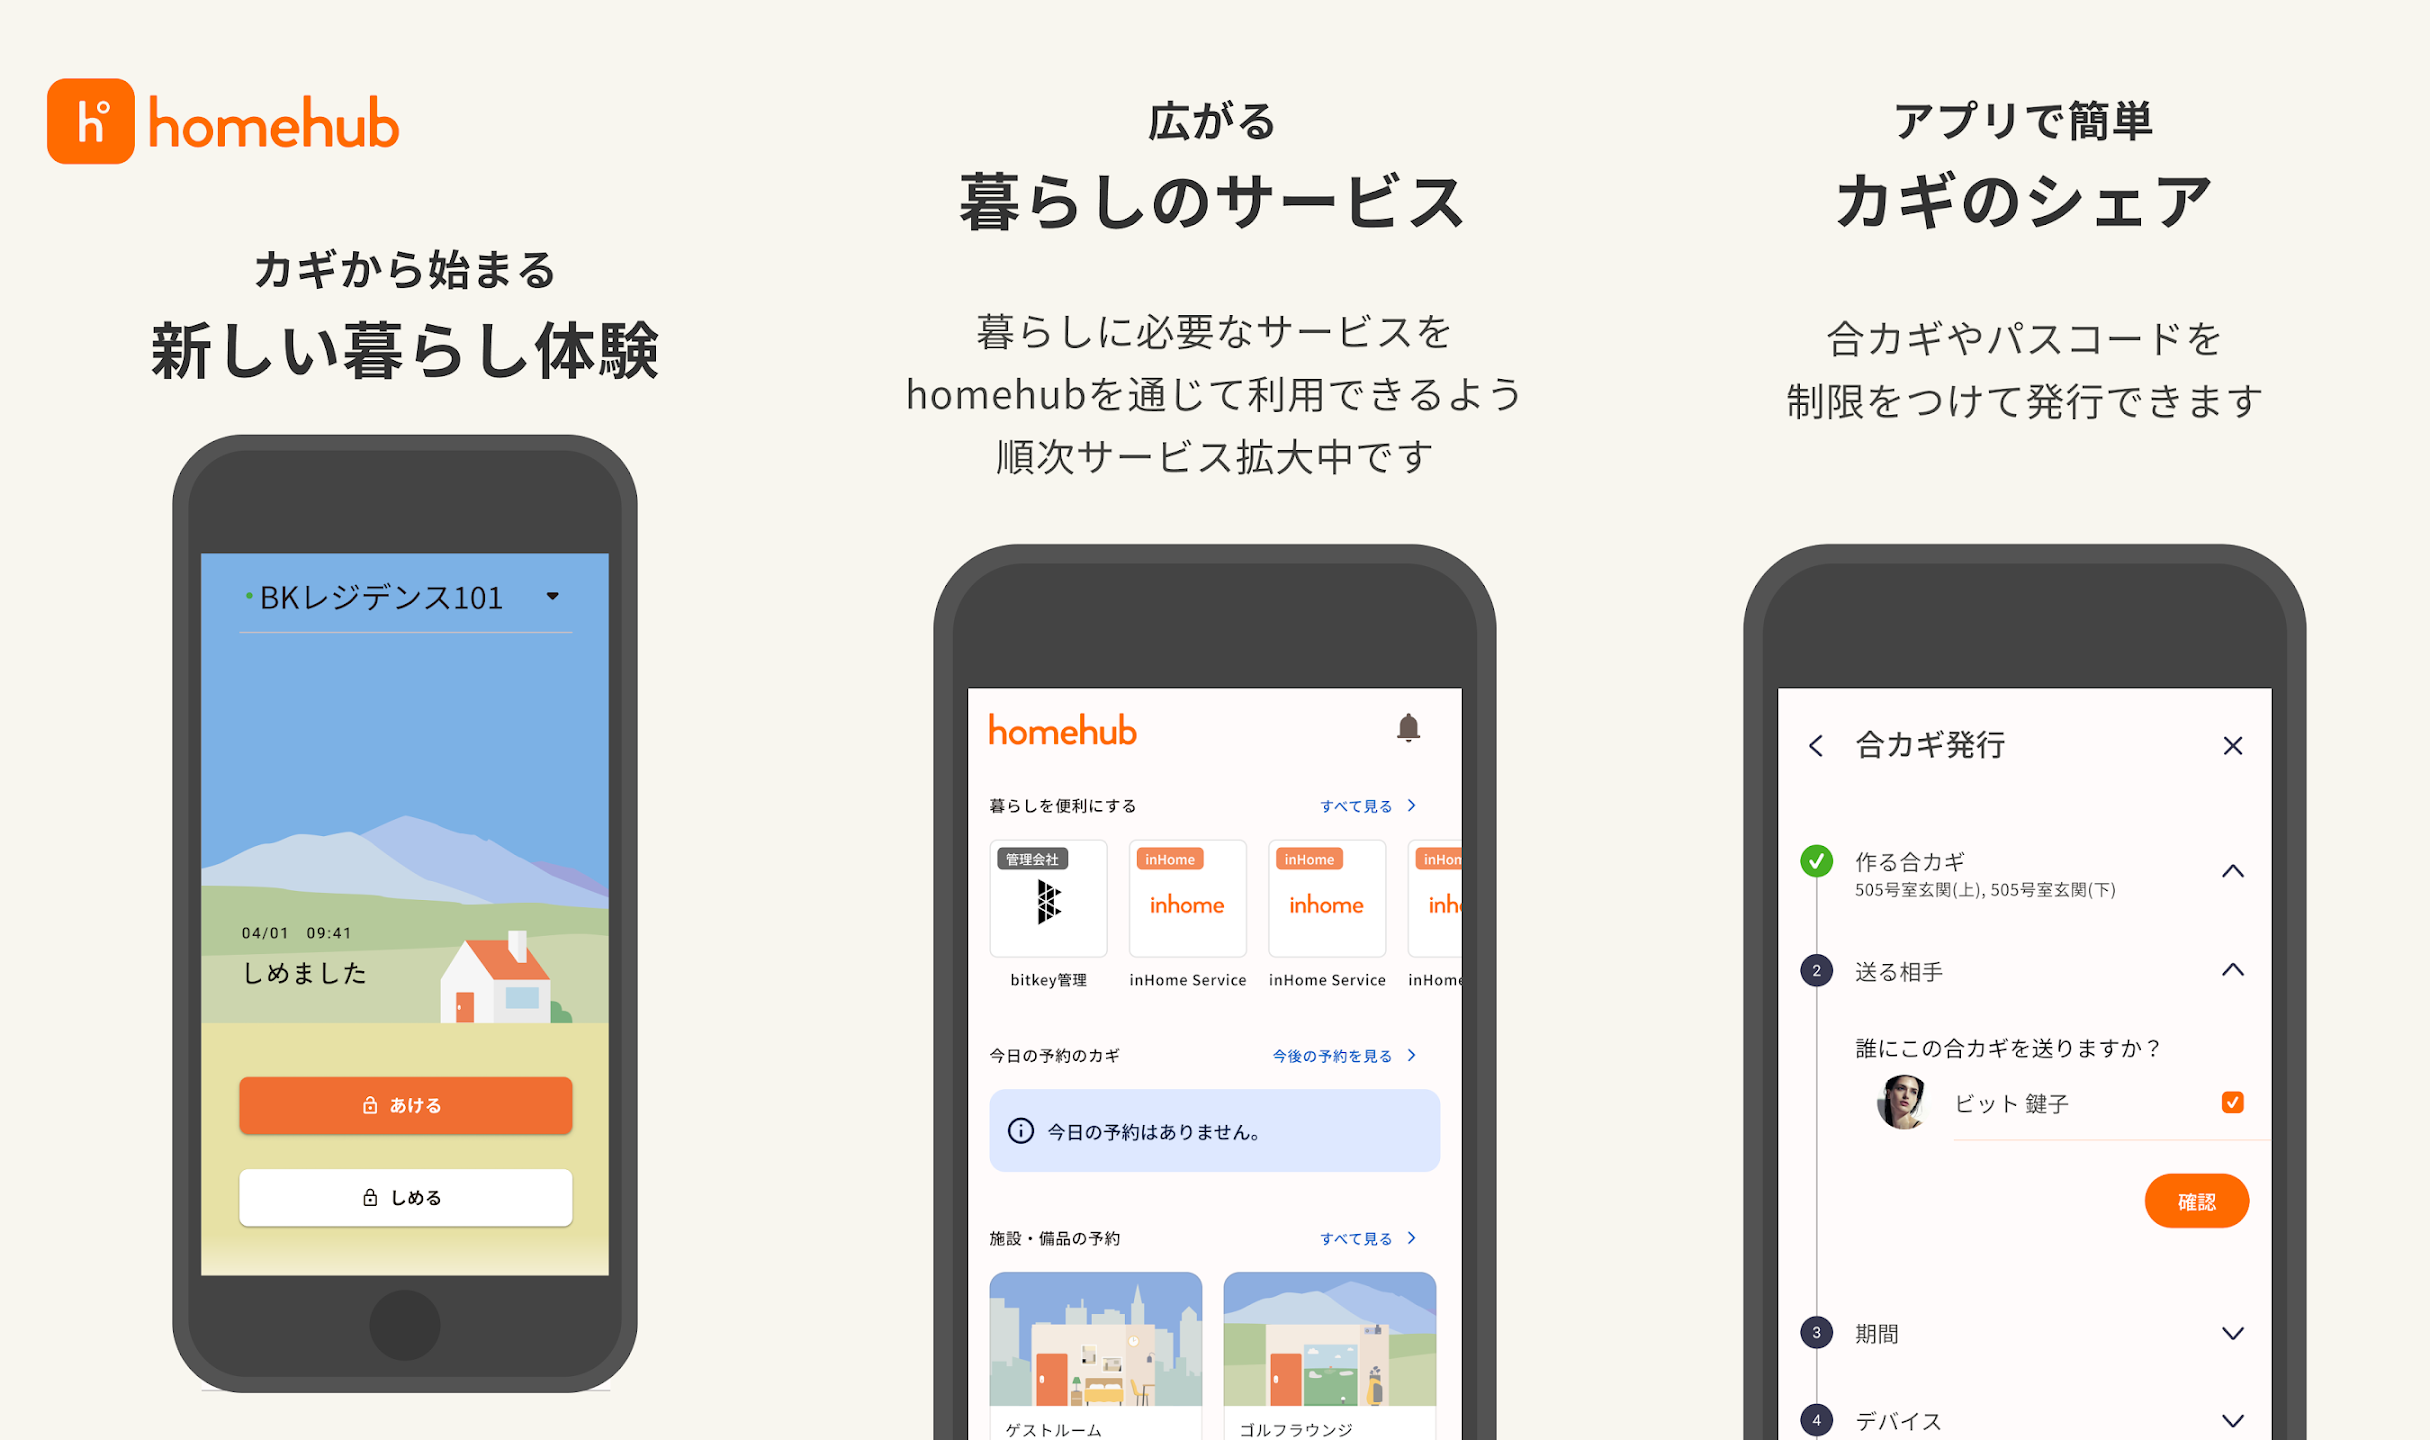 homehub
カギから始まる
新しい暮らし体験
BKレジデンス101
04/01 09:41
しめました
あける
しめる
広がる
暮らしのサービス
暮らしに必要なサービスを
homehubを通じて利用できるよう
順次サービス拡大中です
homehub
暮らしを便利にする すべて見る
管理会社 inHome inHome inHon
inhome inhome inh
bitkey管理 inHome Service inHome Service inHome
今日の予約のカギ 今後の予約を見る
今日の予約はありません。
施設・備品の予約 すべて見る
ゲストルーム ゴルフラウンジ
アプリで簡単
カギのシェア
合カギやパスコードを
制限をつけて発行できます
合カギ発行
作る合カギ
505号室玄関(上), 505号室玄関(下)
2 送る相手
誰にこの合カギを送りますか？
ビット 鍵子
確認
3 期間
4 デバイス